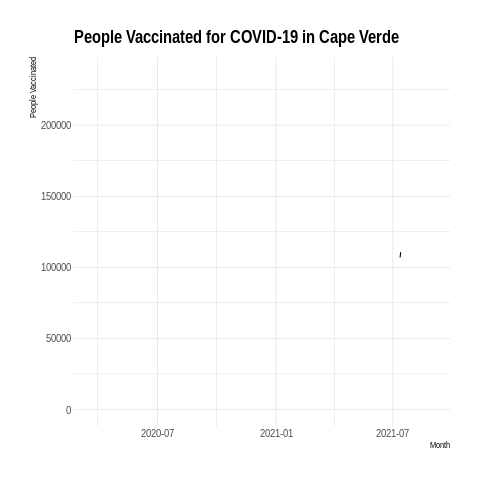 People Vaccinated for COVID-19 in Cape Verde
People Vaccinated
200000
150000
100000
50000
0
2020-07 2021-01 2021-07
Month